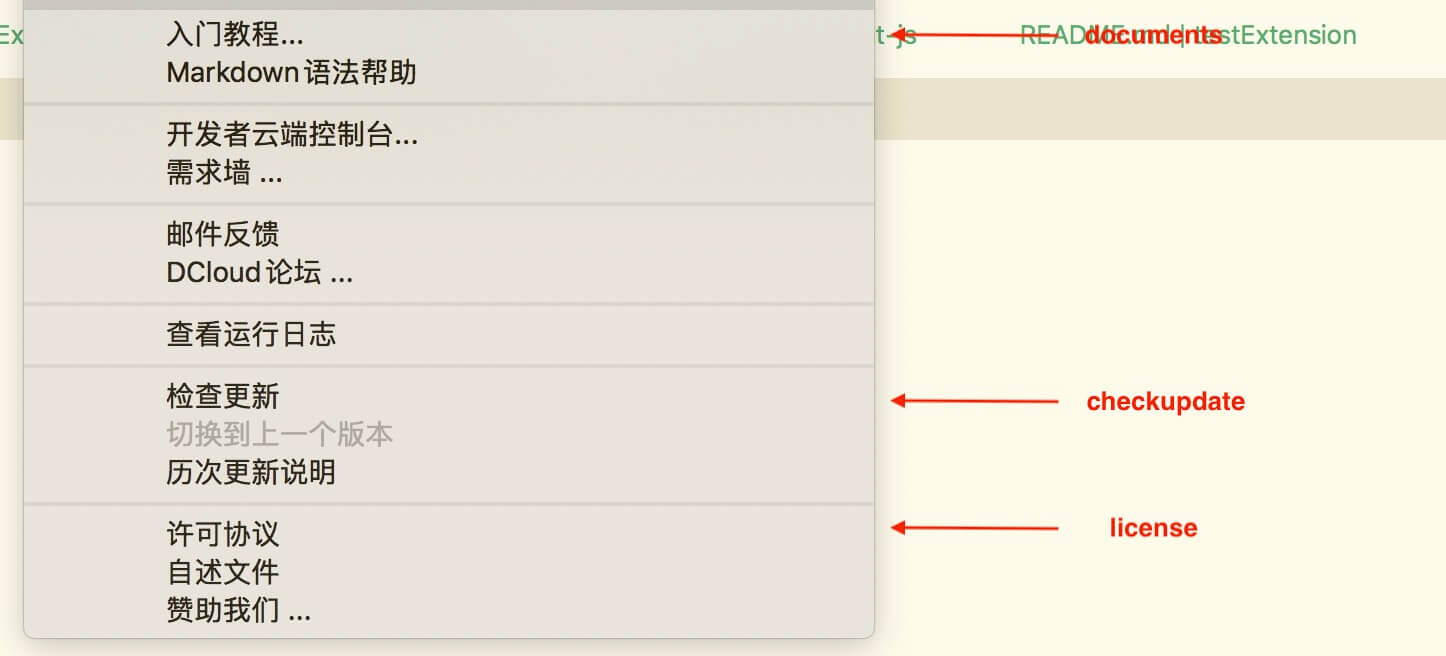 Ex
入门教程...
t-js
documents
README.md | testExtension
Markdown语法帮助
开发者云端控制台...
需求墙 ...
邮件反馈
DCloud论坛 ...
查看运行日志
检查更新
checkupdate
切换到上一个版本
历次更新说明
许可协议
license
自述文件
赞助我们 ...